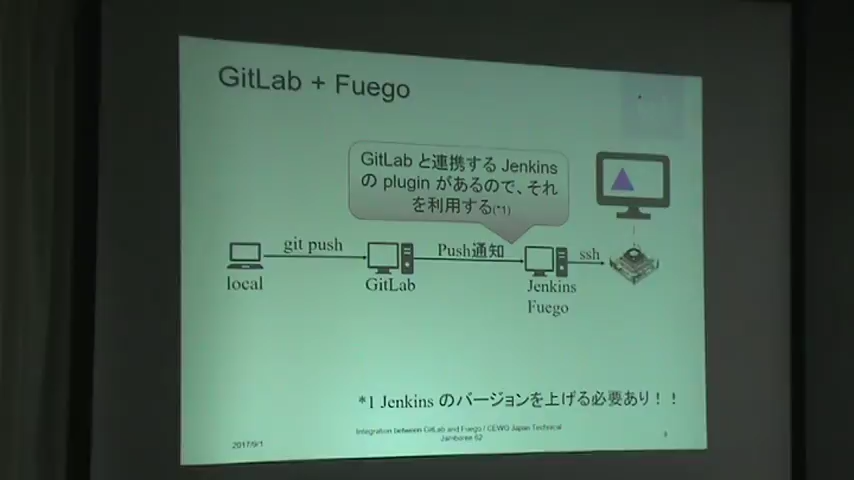 GitLab + Fuego
GitLab と連携する Jenkins
の plugin があるので、それ
を利用する(*1)
git push
Push通知
ssh
local
GitLab
Jenkins
Fuego
*1 Jenkins のバージョンを上げる必要あり！！
2017/9/1
Integration between GitLab and Fuego / CEWG Japan Technical
Jamboree 62